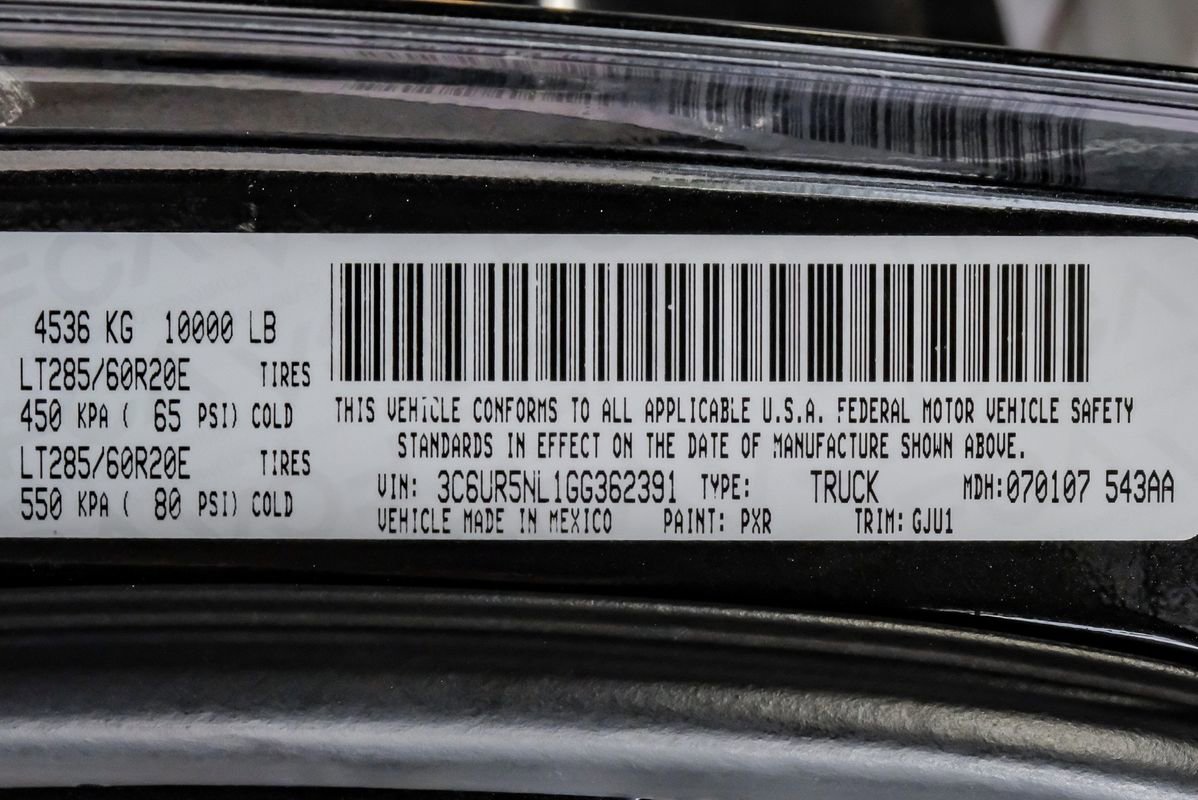 4536 KG 10000 LB
LT285/60R20E TIRES
450 KPA ( 65 PSI) COLD
LT285/60R20E TIRES
550 KPA ( 80 PSI) COLD
THIS VEHICLE CONFORMS TO ALL APPLICABLE U.S.A. FEDERAL MOTOR VEHICLE SAFETY
STANDARDS IN EFFECT ON THE DATE OF MANUFACTURE SHOWN ABOVE.
VIN: 3C6UR5NL1GG362391 TYPE: TRUCK MDH:070107 543AA
VEHICLE MADE IN MEXICO PAINT: PXR TRIM: GJU1